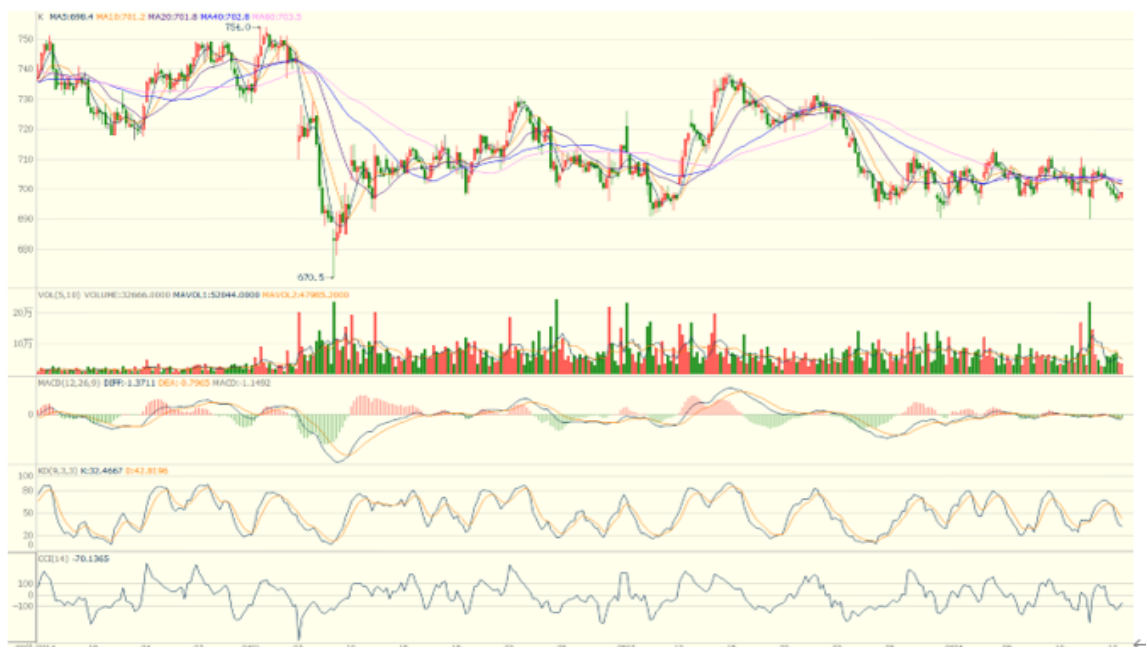 K MA5:698.4 MA10:701.2 MA20:701.8 MA40:702.8 MA60:703.5
754.0
750
740
730
720
710
700
690
680
670.5
VOL(5,10) VOLUME:32666.0000 MAVOL1:52044.0000 MAVOL2:47985.2000
20万
10万
MACD(12,26,9) DIFF:-1.3711 DEA:-0.7965 MACD:-1.1492
0
KD(9,3,3) K:32.4667 D:42.8196
100
80
20
0
CCI(14) -70.1365
100
0
-100